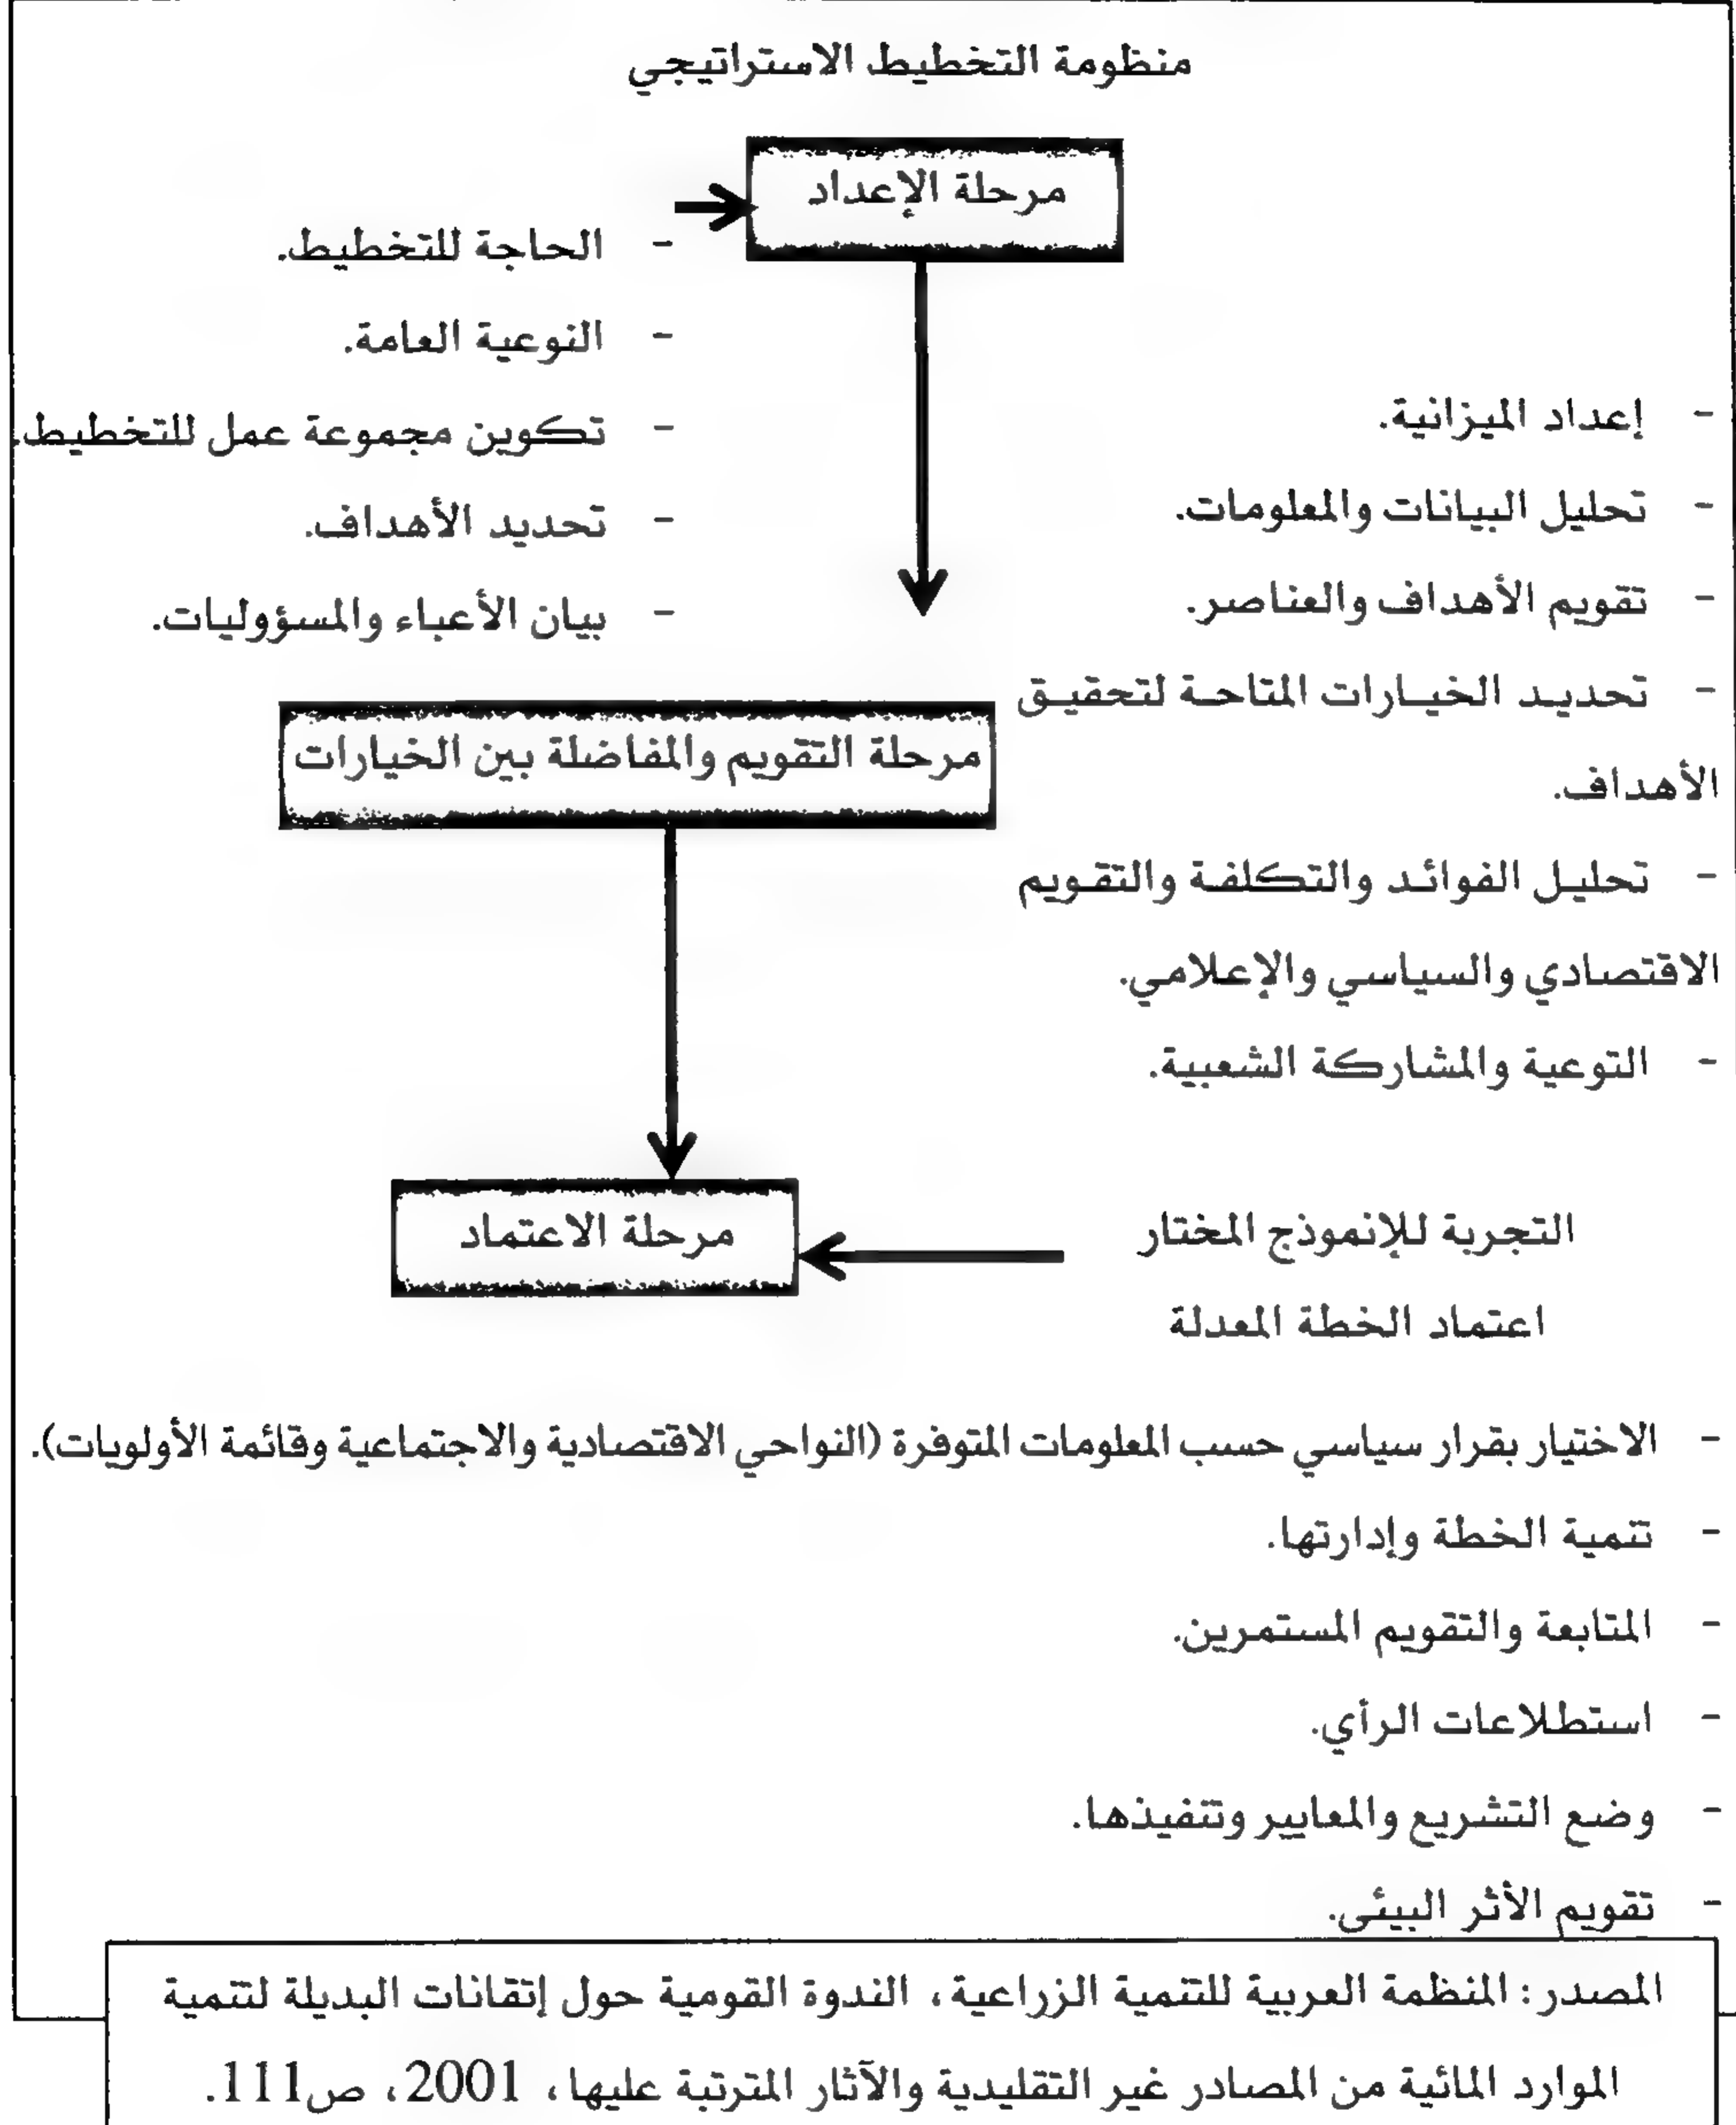 منظومة التخطيط الاستراتيجي
مرحلة الإعداد
- الحاجة للتخطيط.
- النوعية العامة.
- تكوين مجموعة عمل للتخطيط.
- تحديد الأهداف.
- بيان الأعباء والمسؤوليات.
- إعداد الميزانية.
- تحليل البيانات والمعلومات.
- تقويم الأهداف والعناصر.
- تحديد الخيارات المتاحة لتحقيق
الأهداف.
- تحليل الفوائد والتكلفة والتقويم
الاقتصادي والسياسي والإعلامي.
- التوعية والمشاركة الشعبية.
مرحلة التقويم والمفاضلة بين الخيارات
مرحلة الاعتماد
التجربة للإنموذج المختار
اعتماد الخطة المعدلة
- الاختيار بقرار سياسي حسب المعلومات المتوفرة (النواحي الاقتصادية والاجتماعية وقائمة الأولويات).
- تنمية الخطة وإدارتها.
- المتابعة والتقويم المستمرين.
- استطلاعات الرأي.
- وضع التشريع والمعايير وتنفيذها.
- تقويم الأثر البيئى.
المصدر: المنظمة العربية للتنمية الزراعية، الندوة القومية حول إتقانات البديلة لتنمية
الموارد المائية من المصادر غير التقليدية والآثار المترتبة عليها، 2001، ص111.